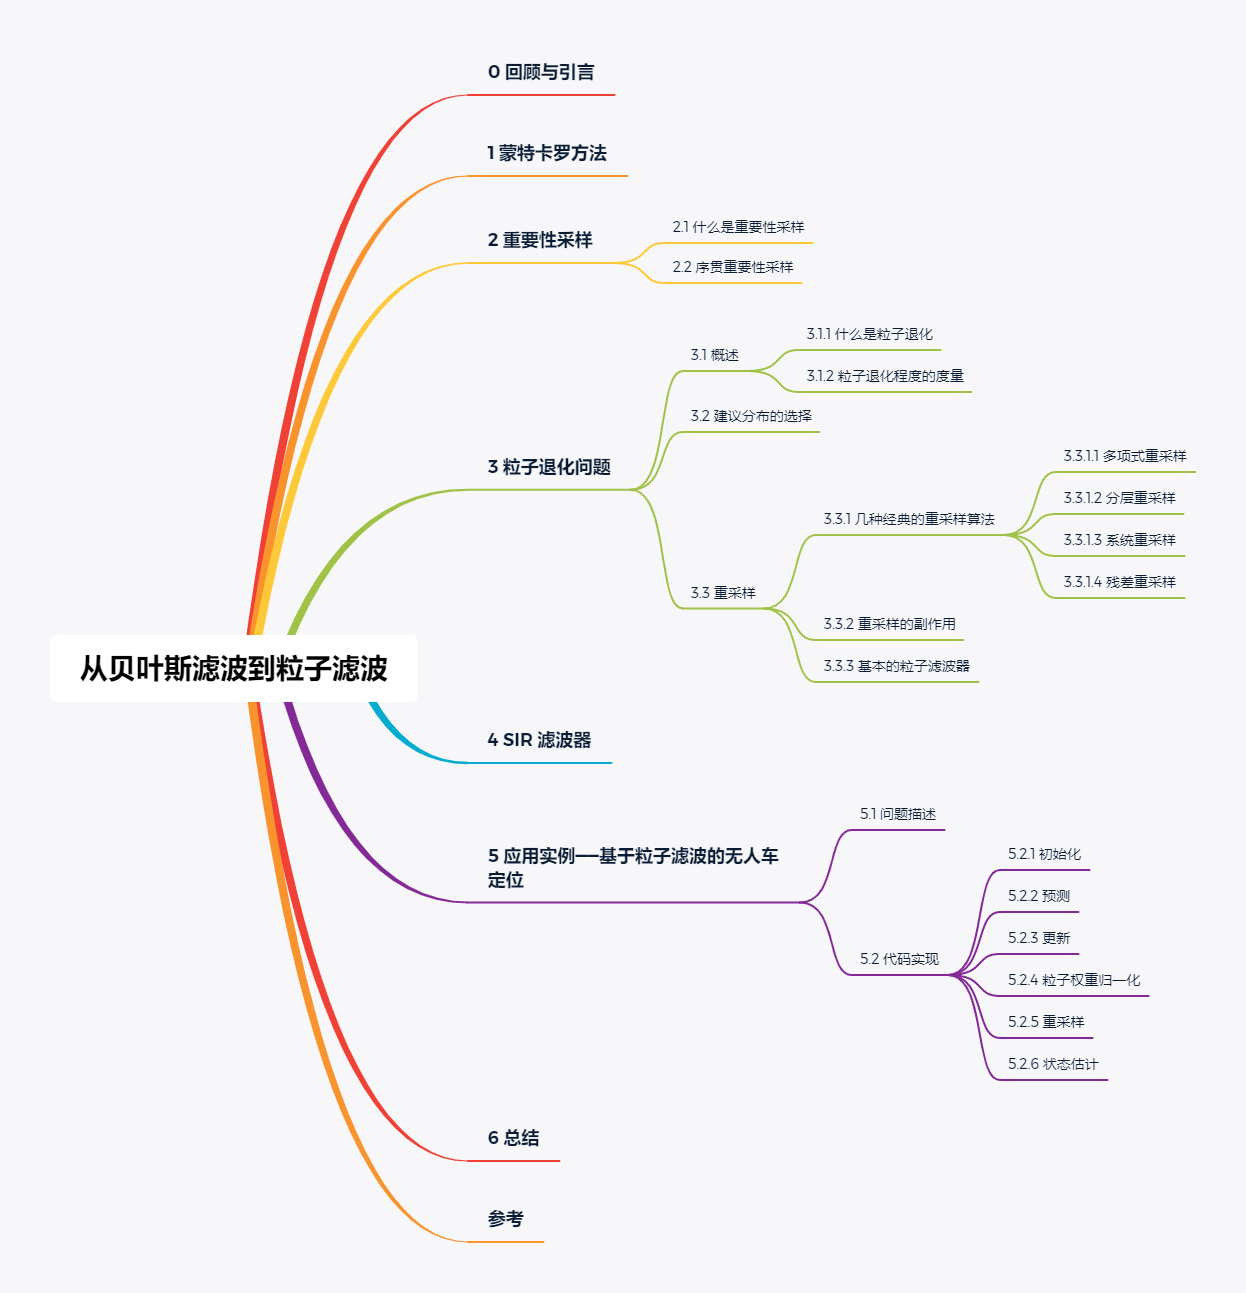 从贝叶斯滤波到粒子滤波
0 回顾与引言
1 蒙特卡罗方法
2 重要性采样
2.1 什么是重要性采样
2.2 序贯重要性采样
3 粒子退化问题
3.1 概述
3.1.1 什么是粒子退化
3.1.2 粒子退化程度的度量
3.2 建议分布的选择
3.3 重采样
3.3.1 几种经典的重采样算法
3.3.1.1 多项式重采样
3.3.1.2 分层重采样
3.3.1.3 系统重采样
3.3.1.4 残差重采样
3.3.2 重采样的副作用
3.3.3 基本的粒子滤波器
4 SIR 滤波器
5 应用实例——基于粒子滤波的无人车
定位
5.1 问题描述
5.2 代码实现
5.2.1 初始化
5.2.2 预测
5.2.3 更新
5.2.4 粒子权重归一化
5.2.5 重采样
5.2.6 状态估计
6 总结
参考